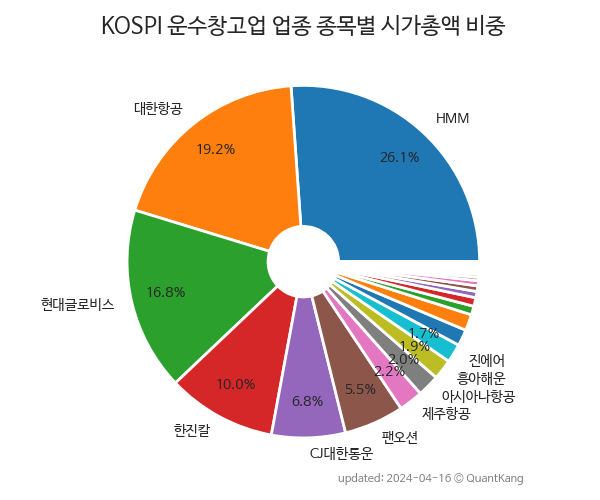 KOSPI 운수창고업 업종 종목별 시가총액 비중
HMM
26.1%
대한항공
19.2%
현대글로비스
16.8%
한진칼
10.0%
CJ대한통운
6.8%
팬오션
5.5%
제주항공
2.2%
아시아나항공
2.0%
흥아해운
1.9%
진에어
1.7%
updated: 2024-04-16 © QuantKang